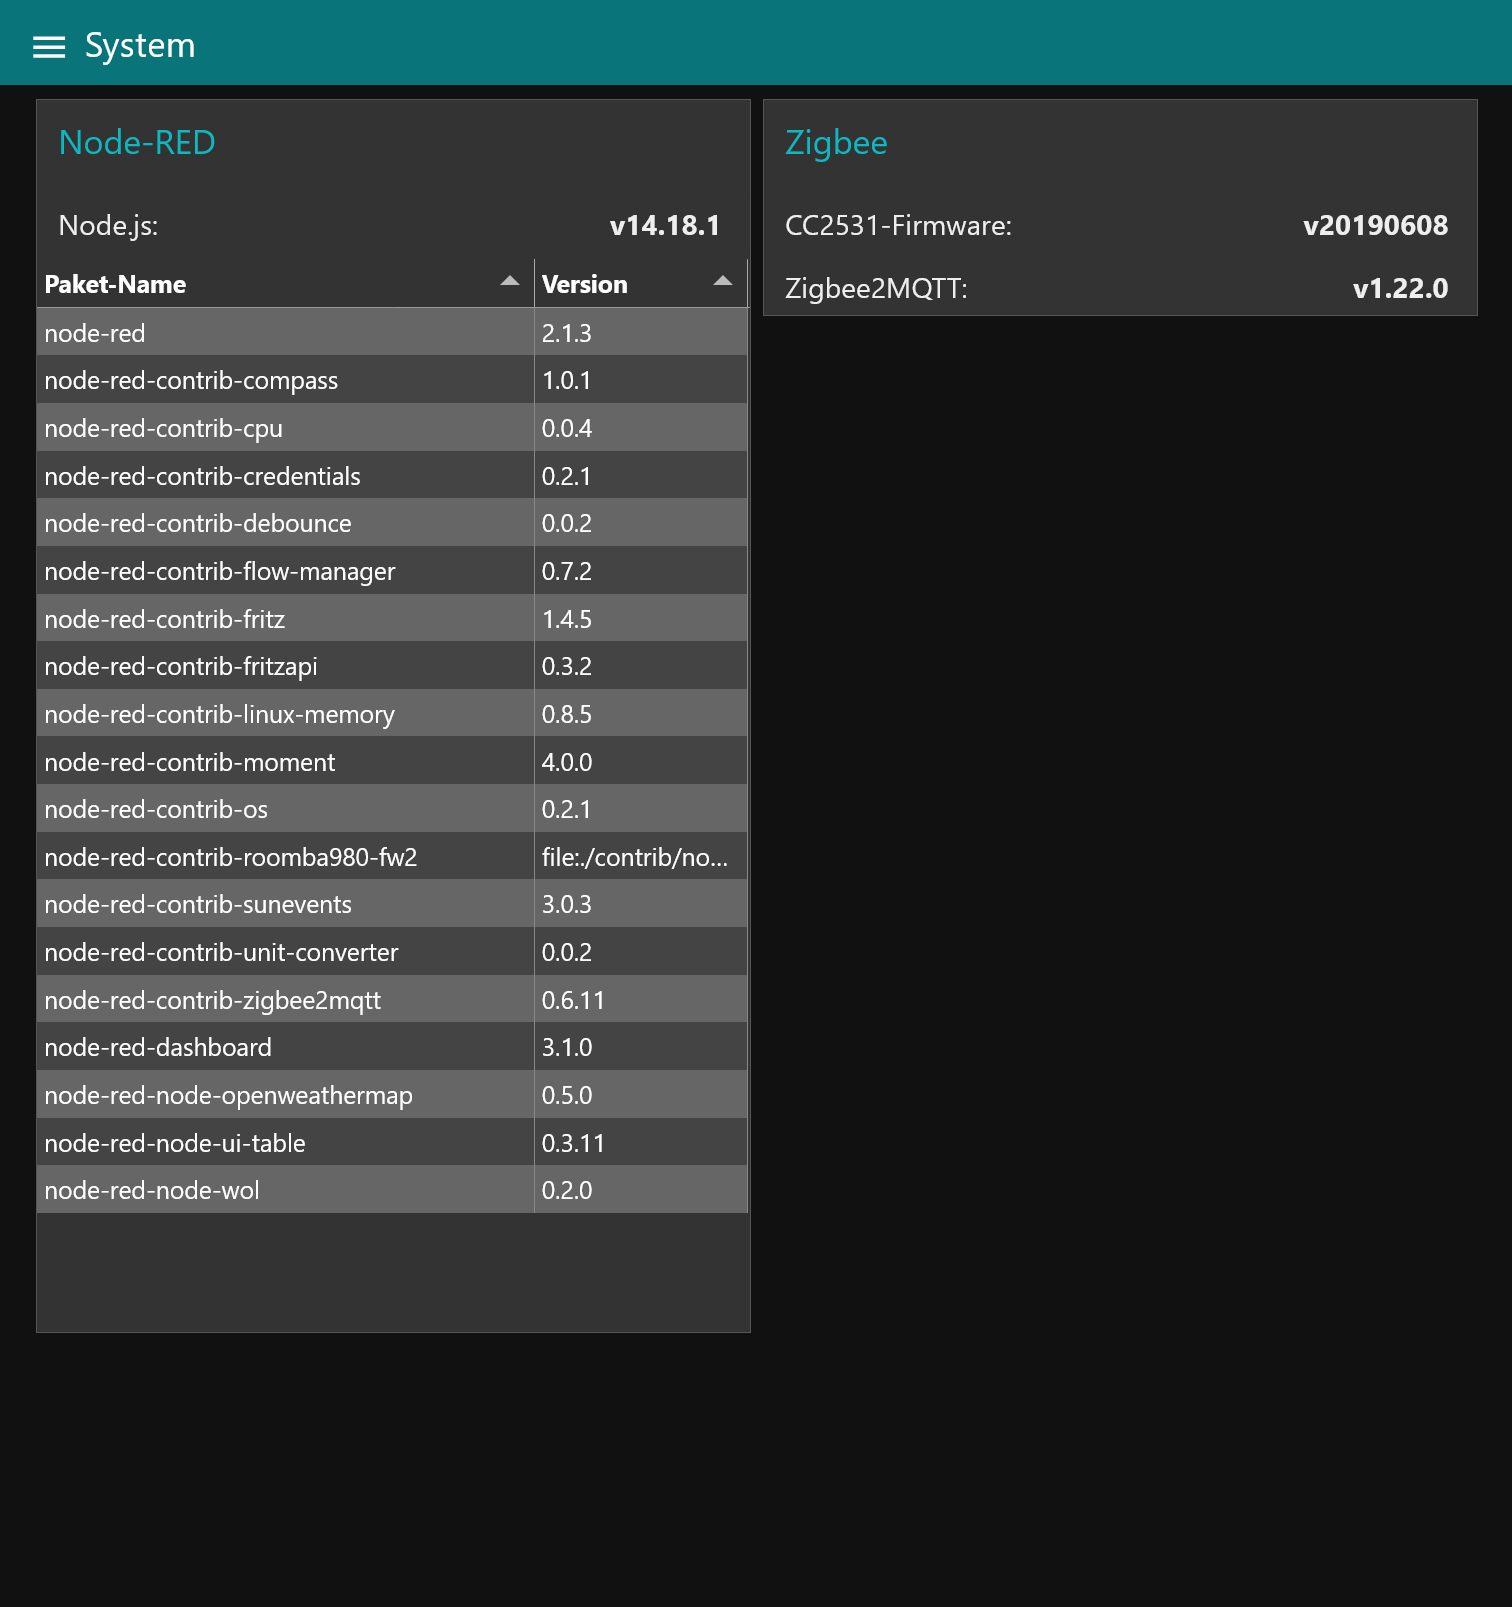 System
Node-RED
Node.js: v14.18.1
Paket-Name Version
node-red 2.1.3
node-red-contrib-compass 1.0.1
node-red-contrib-cpu 0.0.4
node-red-contrib-credentials 0.2.1
node-red-contrib-debounce 0.0.2
node-red-contrib-flow-manager 0.7.2
node-red-contrib-fritz 1.4.5
node-red-contrib-fritzapi 0.3.2
node-red-contrib-linux-memory 0.8.5
node-red-contrib-moment 4.0.0
node-red-contrib-os 0.2.1
node-red-contrib-roomba980-fw2 file:./contrib/no...
node-red-contrib-sunevents 3.0.3
node-red-contrib-unit-converter 0.0.2
node-red-contrib-zigbee2mqtt 0.6.11
node-red-dashboard 3.1.0
node-red-node-openweathermap 0.5.0
node-red-node-ui-table 0.3.11
node-red-node-wol 0.2.0
Zigbee
CC2531-Firmware: v20190608
Zigbee2MQTT: v1.22.0